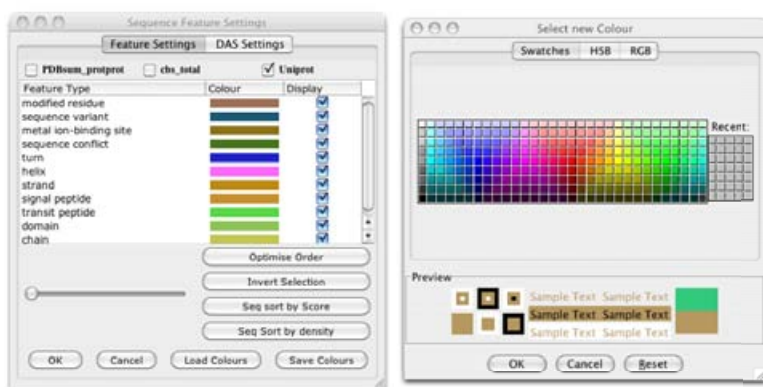 Sequence Feature Settings
Feature Settings DAS Settings
PDBsum_protprot cbs_total Uniprot
Feature Type Colour Display
modified residue
sequence variant
metal ion-binding site
sequence conflict
turn
helix
strand
signal peptide
transit peptide
domain
chain
Optimise Order
Invert Selection
Seq sort by Score
Seq Sort by density
OK Cancel Load Colours Save Colours
Select new Colour
Swatches HSB RGB
Recent:
Preview
Sample Text Sample Text
Sample Text Sample Text
Sample Text Sample Text
OK Cancel Reset